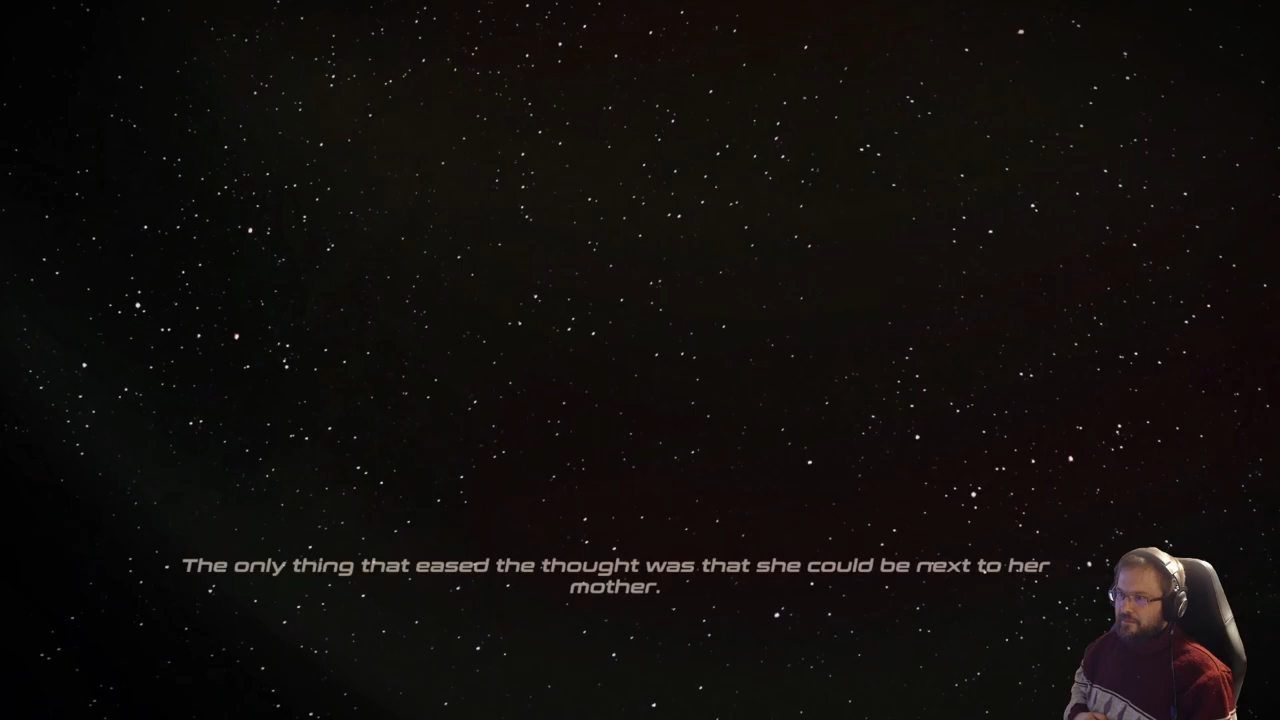 The only thing that eased the thought was that she could be next to her
mother.